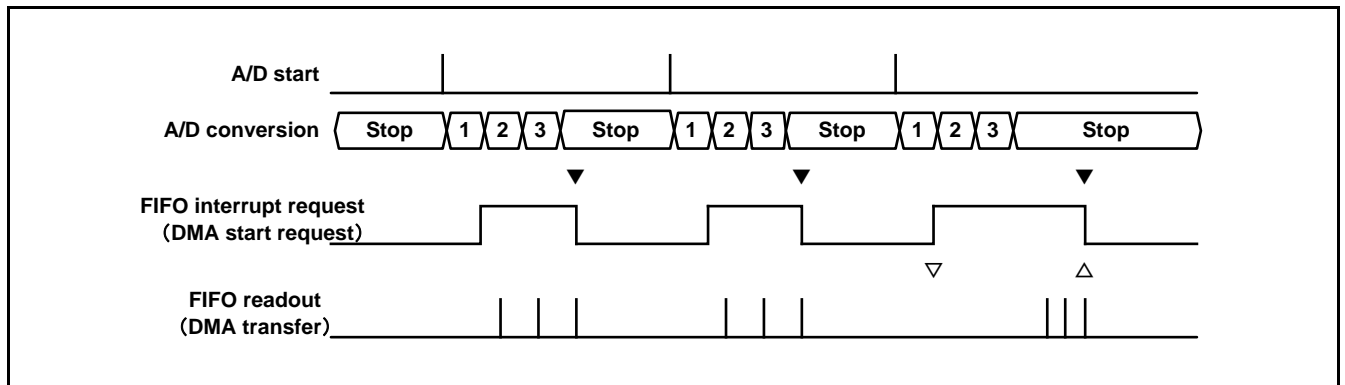 A/D start
A/D conversion Stop 1 2 3 Stop 1 2 3 Stop 1 2 3 Stop
FIFO interrupt request
（DMA start request）
FIFO readout
（DMA transfer）